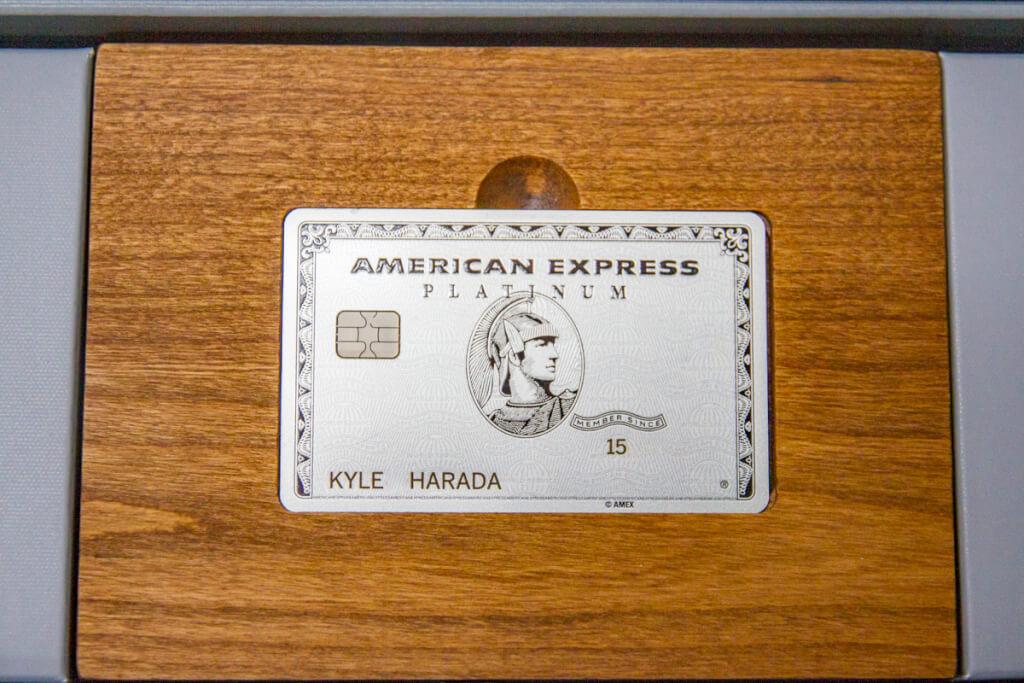 AMERICAN EXPRESS
PLATINUM
MEMBER SINCE
15
KYLE HARADA
®
© AMEX